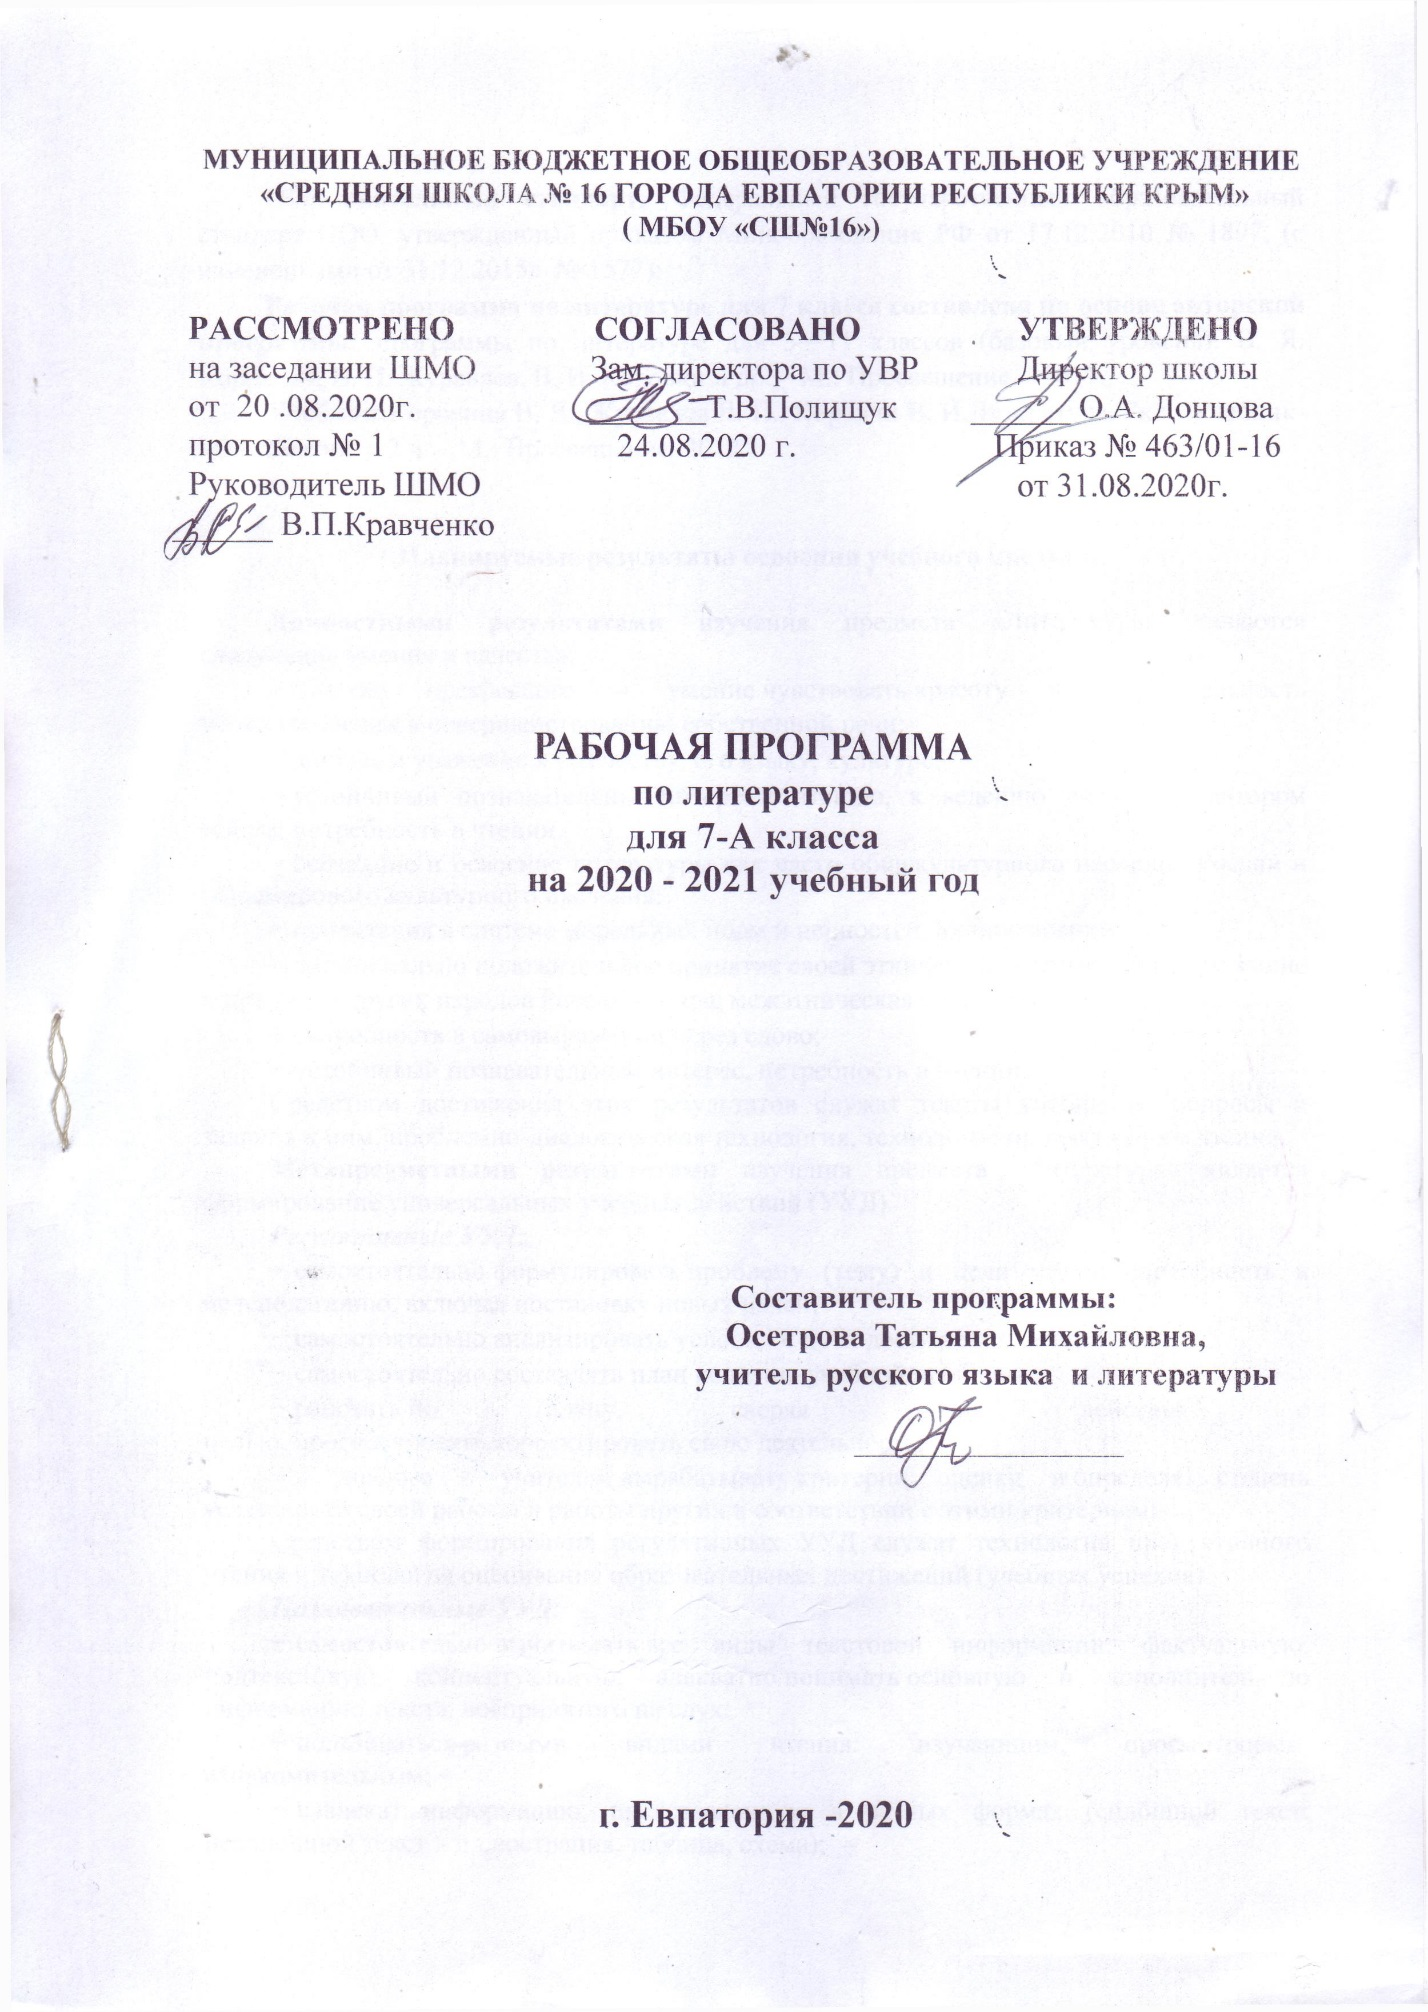 МУНИЦИПАЛЬНОЕ БЮДЖЕТНОЕ ОБЩЕОБРАЗОВАТЕЛЬНОЕ УЧРЕЖДЕНИЕ
«СРЕДНЯЯ ШКОЛА № 16 ГОРОДА ЕВПАТОРИИ РЕСПУБЛИКИ КРЫМ»
( МБОУ «СШ№16»)
РАССМОТРЕНО
на заседании ШМО
от 20 .08.2020г.
протокол № 1
Руководитель ШМО
______ В.П.Кравченко
СОГЛАСОВАНО
Зам. директора по УВР
_______Т.В.Полищук
24.08.2020 г.
УТВЕРЖДЕНО
Директор школы
______ О.А. Донцова
Приказ № 463/01-16
от 31.08.2020г.
РАБОЧАЯ ПРОГРАММА
по литературе
для 7-А класса
на 2020 - 2021 учебный год
Составитель программы:
Осетрова Татьяна Михайловна,
учитель русского языка и литературы
г. Евпатория -2020